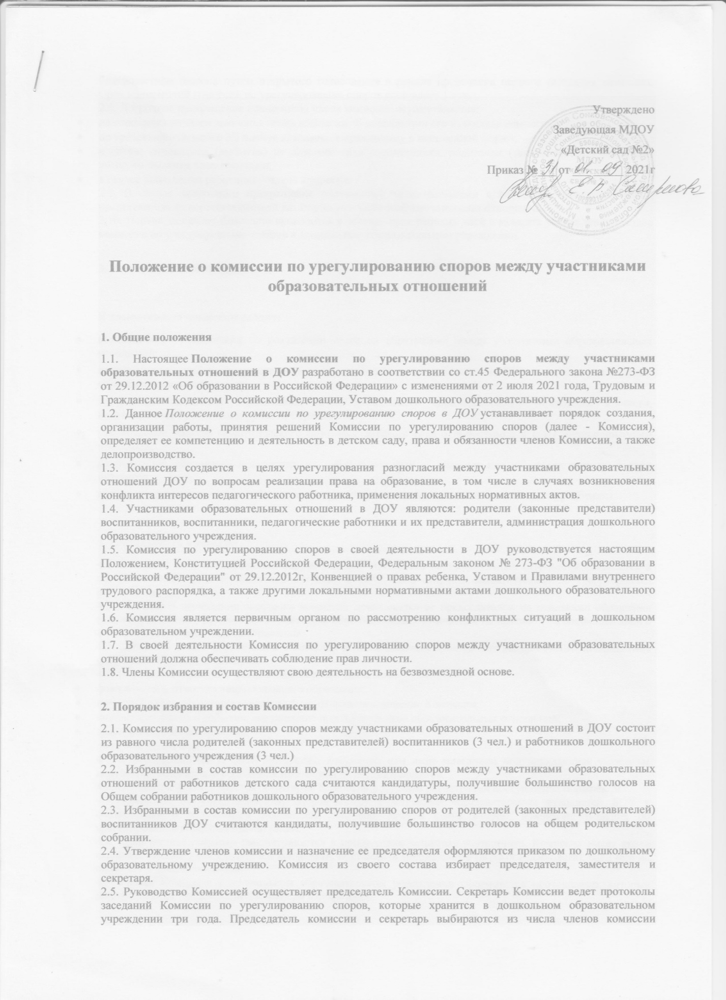 Утверждено
Заведующая МДОУ
«Детский сад №2»
Приказ № 31 от 01. 09 2021г
Е Р Смирнова
Положение о комиссии по урегулированию споров между участниками
образовательных отношений
1. Общие положения
1.1. Настоящее Положение о комиссии по урегулированию споров между участниками
образовательных отношений в ДОУ разработано в соответствии со ст.45 Федерального закона №273-ФЗ
от 29.12.2012 «Об образовании в Российской Федерации» с изменениями от 2 июля 2021 года, Трудовым и
Гражданским Кодексом Российской Федерации, Уставом дошкольного образовательного учреждения.
1.2. Данное Положение о комиссии по урегулированию споров в ДОУ устанавливает порядок создания,
организации работы, принятия решений Комиссии по урегулированию споров (далее - Комиссия),
определяет ее компетенцию и деятельность в детском саду, права и обязанности членов Комиссии, а также
делопроизводство.
1.3. Комиссия создается в целях урегулирования разногласий между участниками образовательных
отношений ДОУ по вопросам реализации права на образование, в том числе в случаях возникновения
конфликта интересов педагогического работника, применения локальных нормативных актов.
1.4. Участниками образовательных отношений в ДОУ являются: родители (законные представители)
воспитанников, воспитанники, педагогические работники и их представители, администрация дошкольного
образовательного учреждения.
1.5. Комиссия по урегулированию споров в своей деятельности в ДОУ руководствуется настоящим
Положением, Конституцией Российской Федерации, Федеральным законом № 273-ФЗ "Об образовании в
Российской Федерации" от 29.12.2012г, Конвенцией о правах ребенка, Уставом и Правилами внутреннего
трудового распорядка, а также другими локальными нормативными актами дошкольного образовательного
учреждения.
1.6. Комиссия является первичным органом по рассмотрению конфликтных ситуаций в дошкольном
образовательном учреждении.
1.7. В своей деятельности Комиссия по урегулированию споров между участниками образовательных
отношений должна обеспечивать соблюдение прав личности.
1.8. Члены Комиссии осуществляют свою деятельность на безвозмездной основе.
2. Порядок избрания и состав Комиссии
2.1. Комиссия по урегулированию споров между участниками образовательных отношений в ДОУ состоит
из равного числа родителей (законных представителей) воспитанников (3 чел.) и работников дошкольного
образовательного учреждения (3 чел.)
2.2. Избранными в состав комиссии по урегулированию споров между участниками образовательных
отношений от работников детского сада считаются кандидатуры, получившие большинство голосов на
Общем собрании работников дошкольного образовательного учреждения.
2.3. Избранными в состав комиссии по урегулированию споров от родителей (законных представителей)
воспитанников ДОУ считаются кандидаты, получившие большинство голосов на общем родительском
собрании.
2.4. Утверждение членов комиссии и назначение ее председателя оформляются приказом по дошкольному
образовательному учреждению. Комиссия из своего состава избирает председателя, заместителя и
секретаря.
2.5. Руководство Комиссией осуществляет председатель Комиссии. Секретарь Комиссии ведет протоколы
заседаний Комиссии по урегулированию споров, которые хранится в дошкольном образовательном
учреждении три года. Председатель комиссии и секретарь выбираются из числа членов комиссии